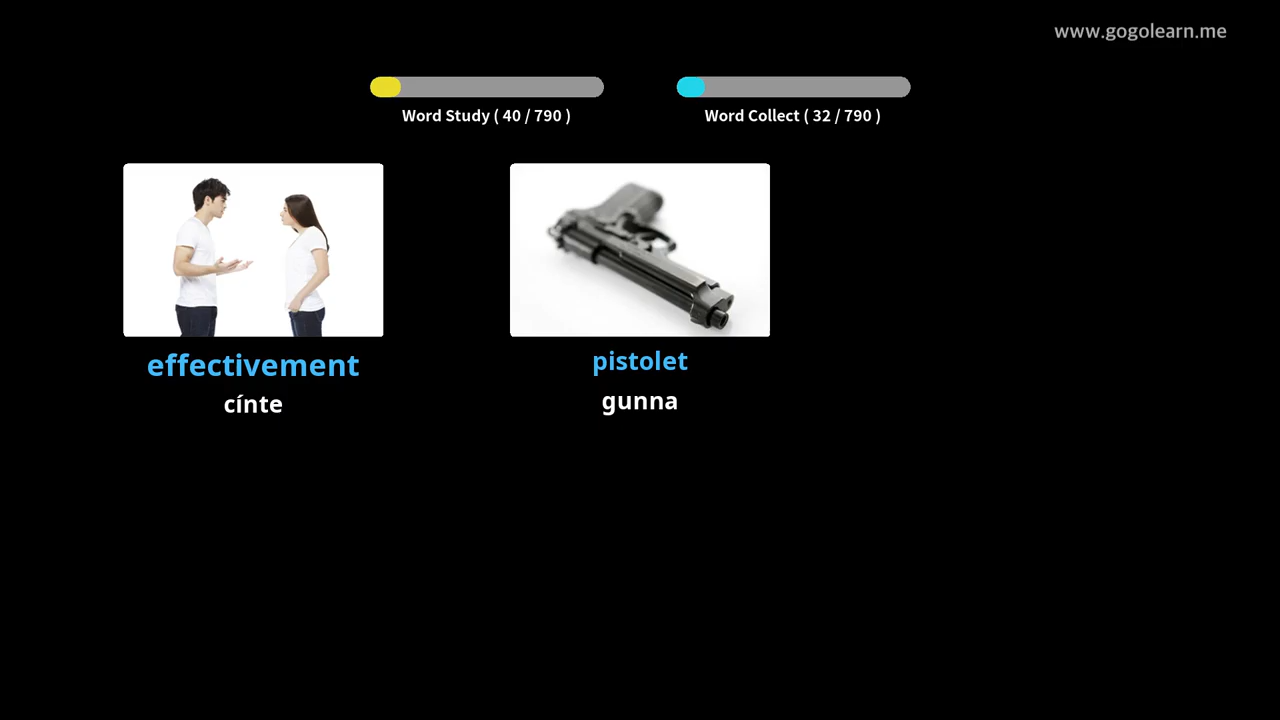 www.gogolearn.me
Word Study ( 40 / 790 )
Word Collect ( 32 / 790 )
effectivement
cínte
pistolet
gunna